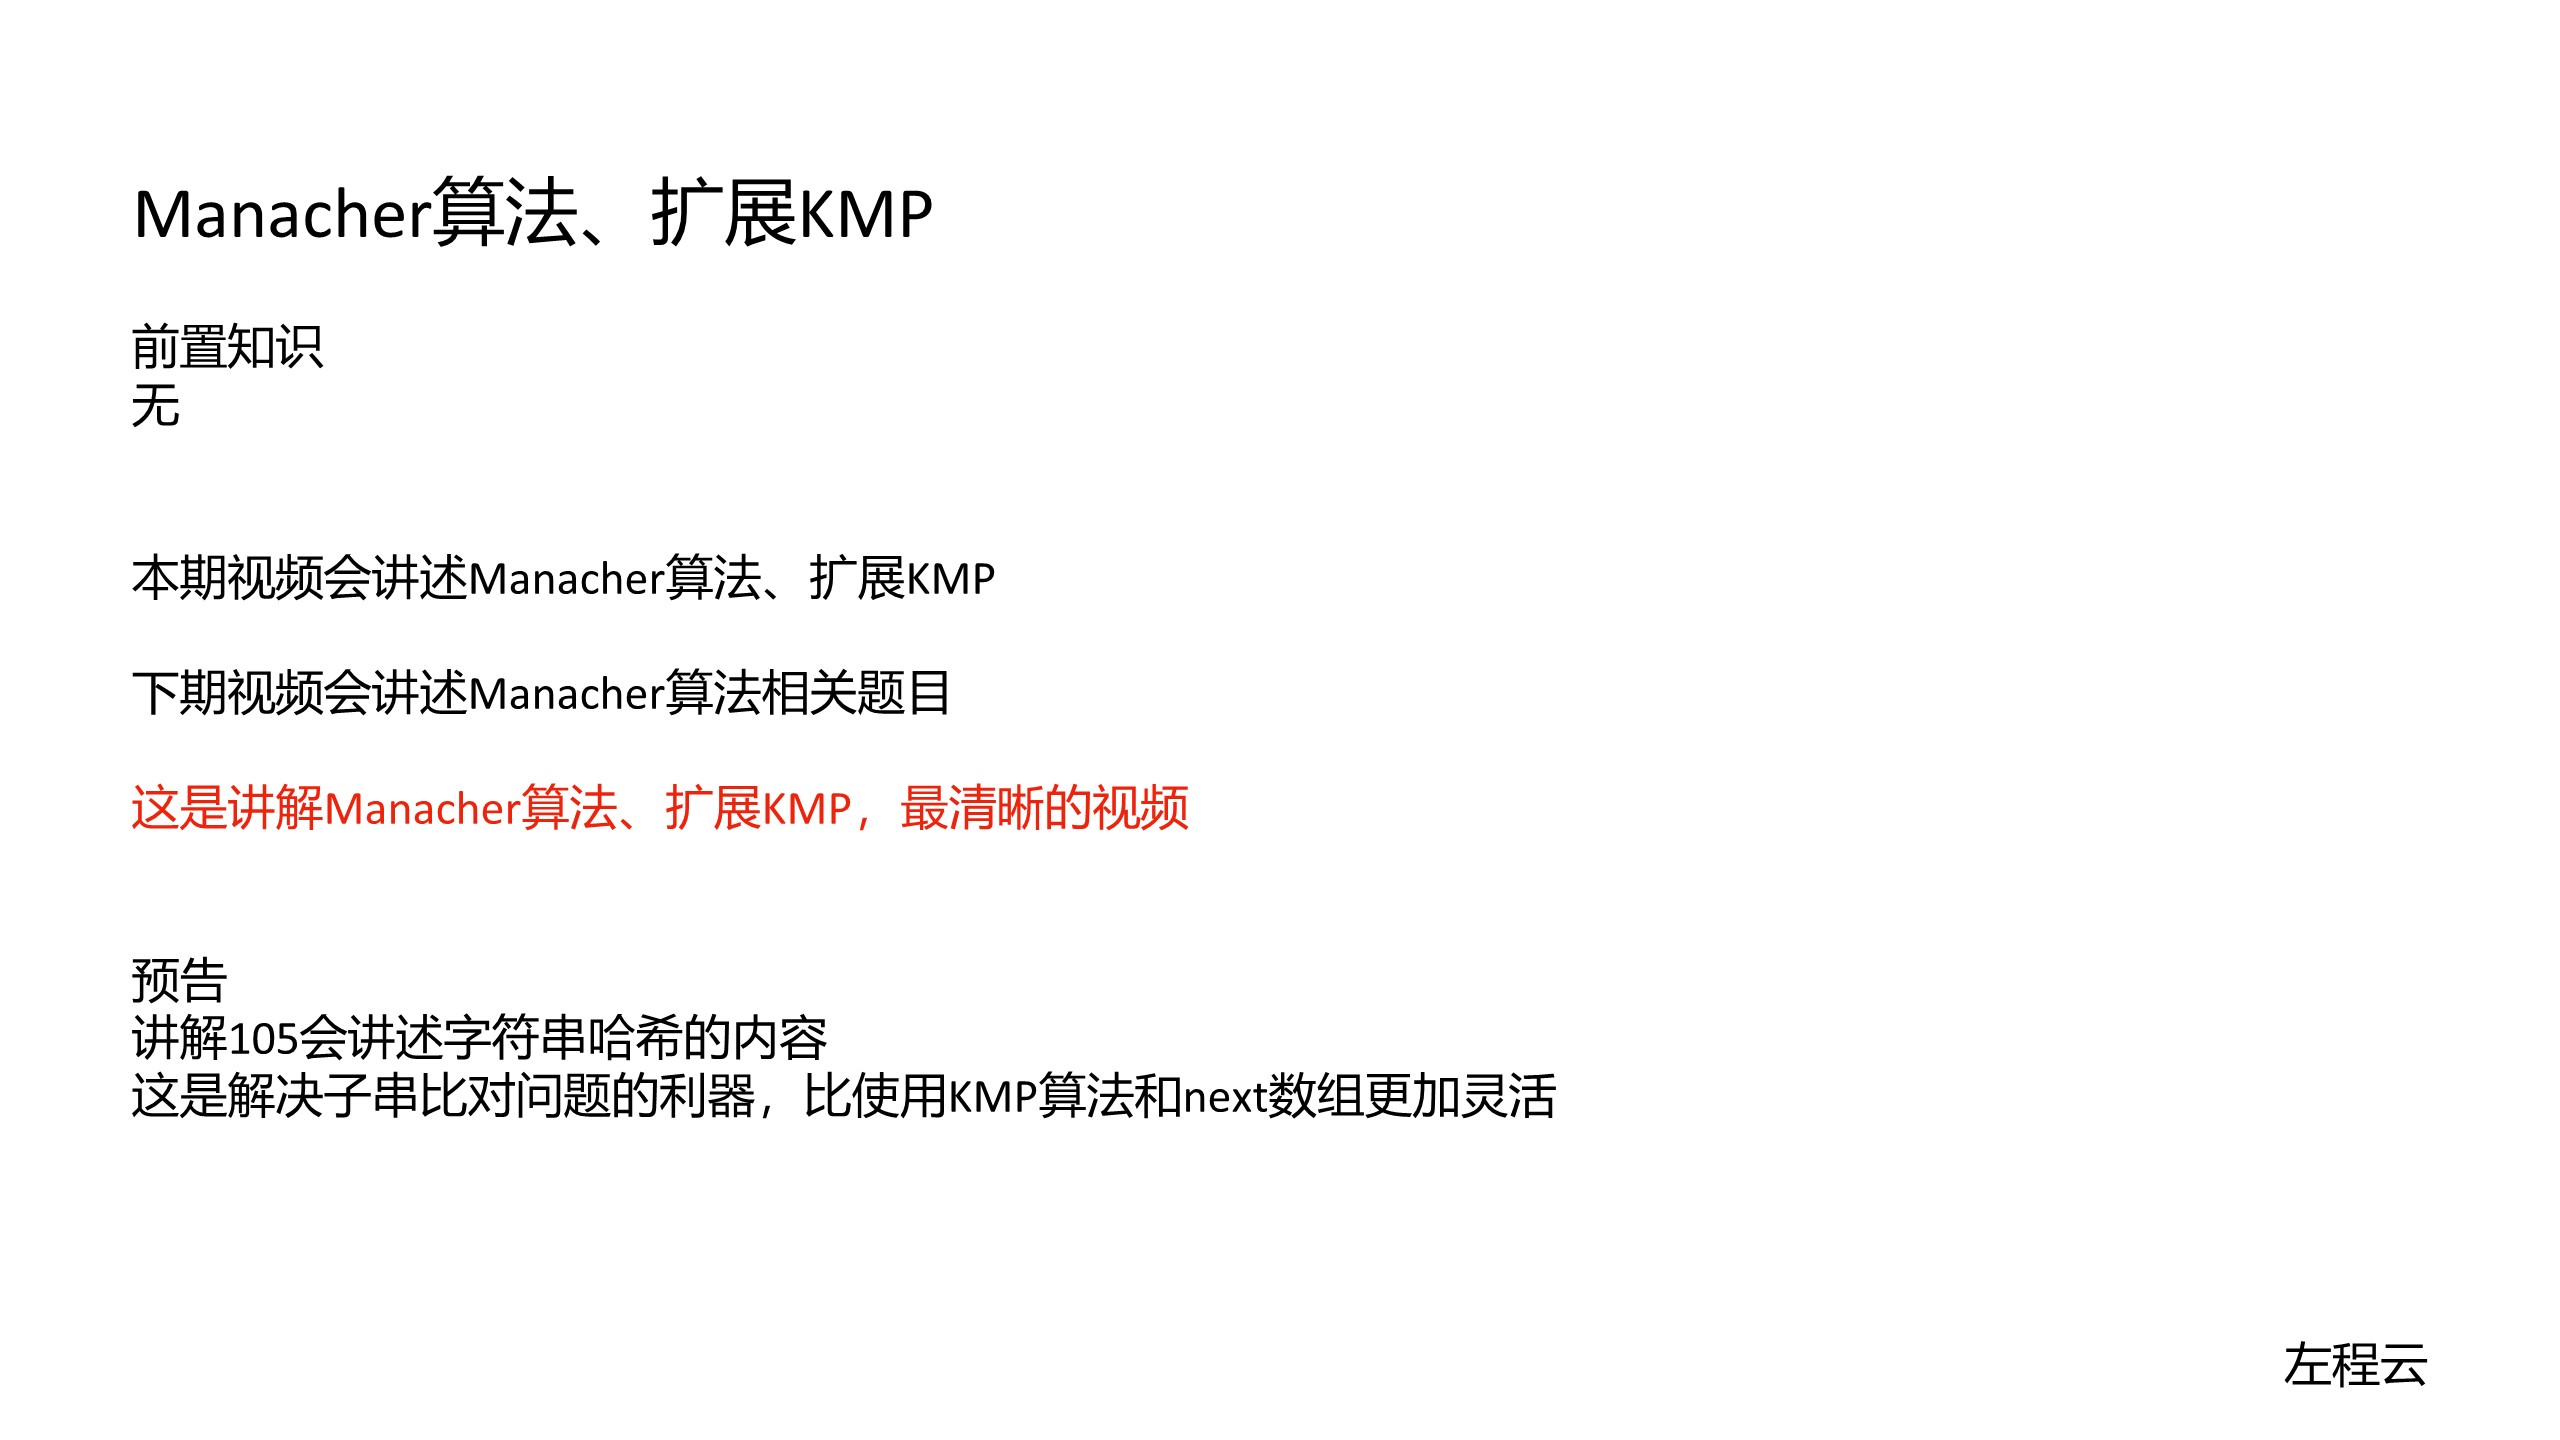 Manacher算法、扩展KMP
前置知识
无
本期视频会讲述Manacher算法、扩展KMP
下期视频会讲述Manacher算法相关题目
这是讲解Manacher算法、扩展KMP，最清晰的视频
预告
讲解105会讲述字符串哈希的内容
这是解决子串比对问题的利器，比使用KMP算法和next数组更加灵活
左程云